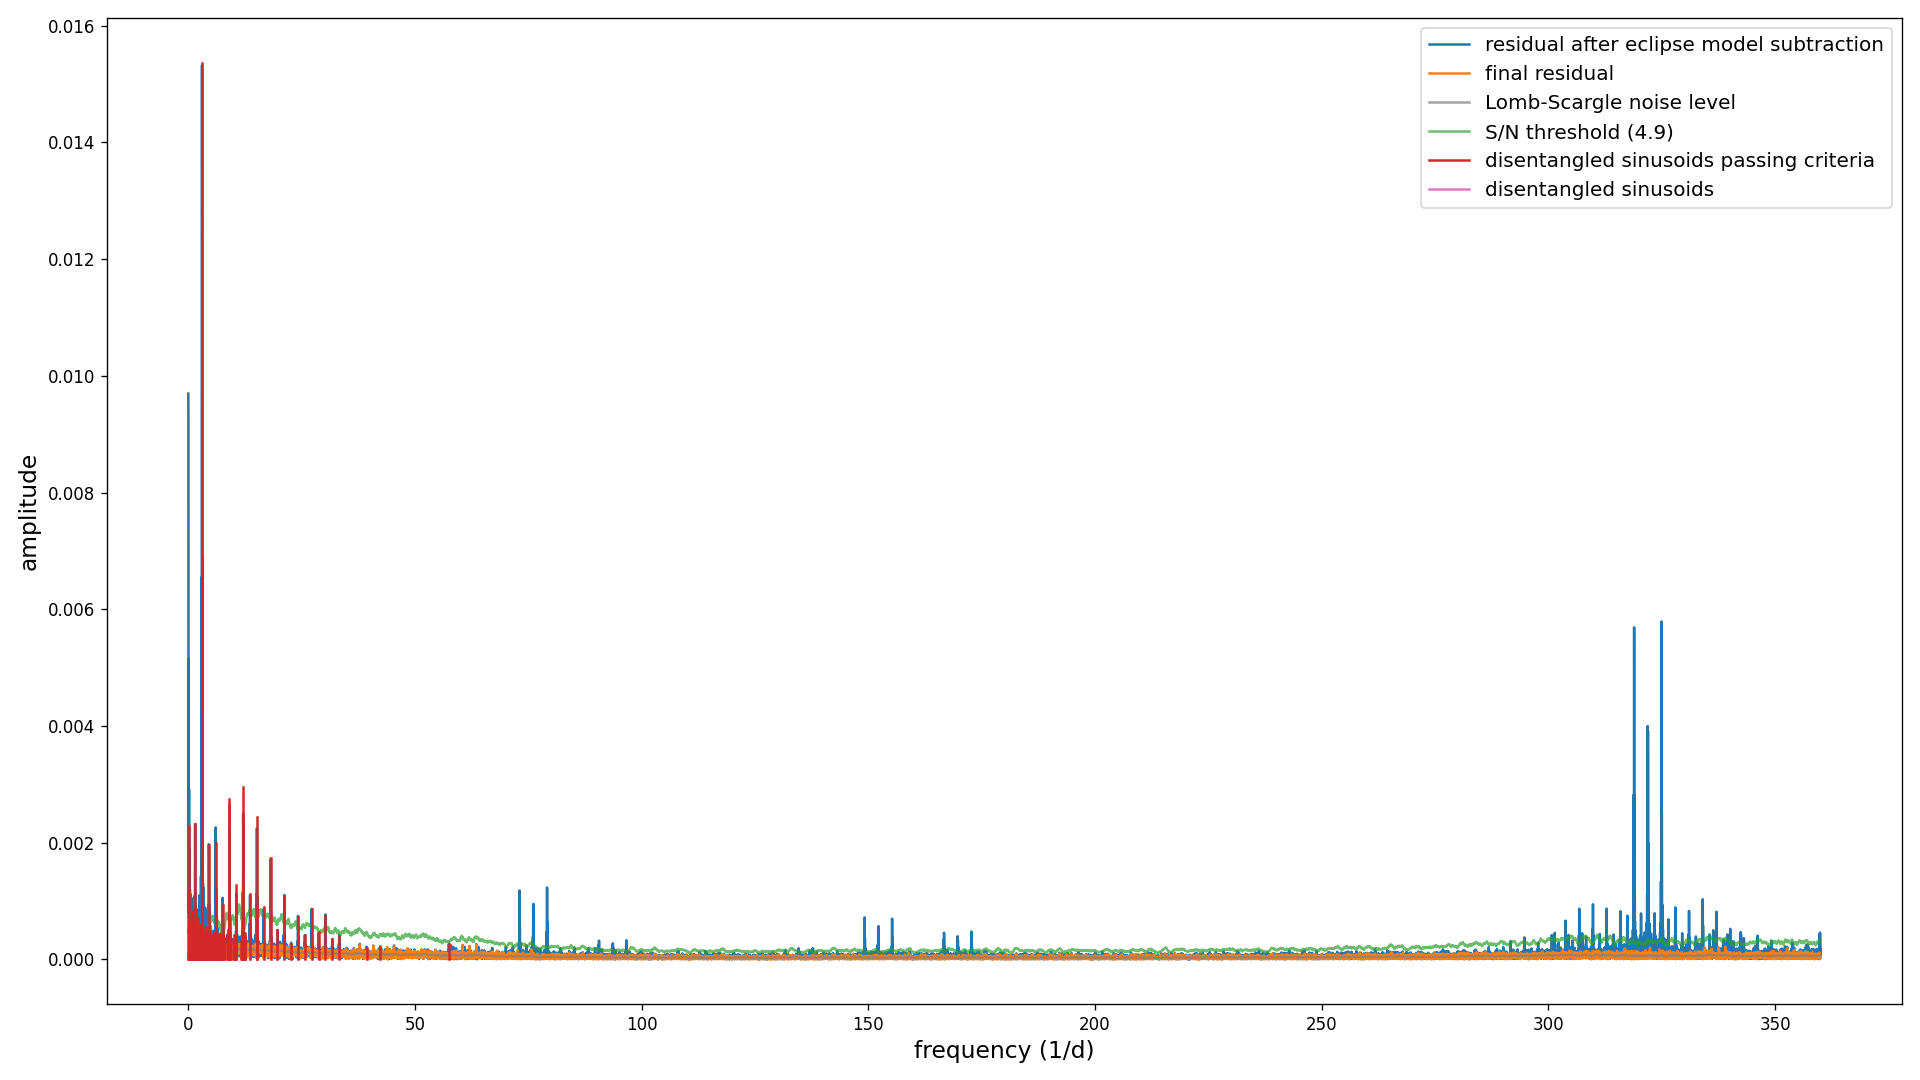 0.016
0.014
0.012
0.010
0.008
0.006
0.004
0.002
0.000
amplitude
residual after eclipse model subtraction
final residual
Lomb-Scargle noise level
S/N threshold (4.9)
disentangled sinusoids passing criteria
disentangled sinusoids
0 50 100 150 200 250 300 350
frequency (1/d)